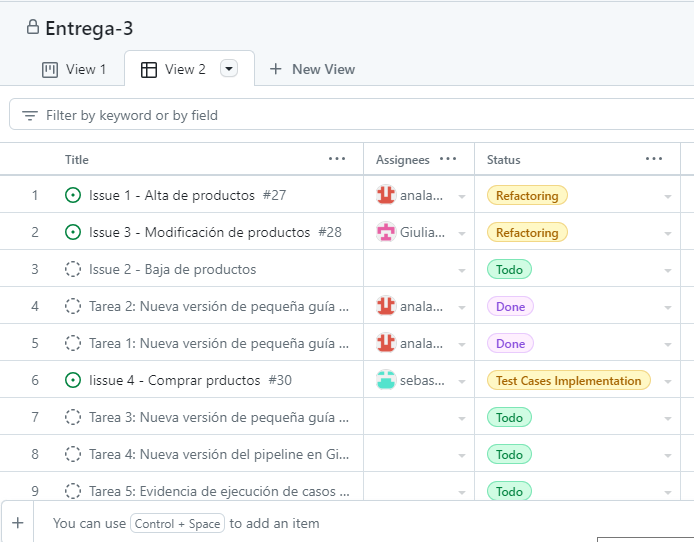 Entrega-3
View 1 View 2 New View
Filter by keyword or by field
Title ... Assignees ... Status ...
1 Issue 1 - Alta de productos #27 anala... Refactoring
2 Issue 3 - Modificación de productos #28 Giulia... Refactoring
3 Issue 2 - Baja de productos Todo
4 Tarea 2: Nueva versión de pequeña guía ... anala... Done
5 Tarea 1: Nueva versión de pequeña guía ... anala... Done
6 Iissue 4 - Comprar prductos #30 sebas... Test Cases Implementation
7 Tarea 3: Nueva versión de pequeña guía ... Todo
8 Tarea 4: Nueva versión del pipeline en Gi... Todo
9 Tarea 5: Evidencia de ejecución de casos ... Todo
+ You can use Control + Space to add an item